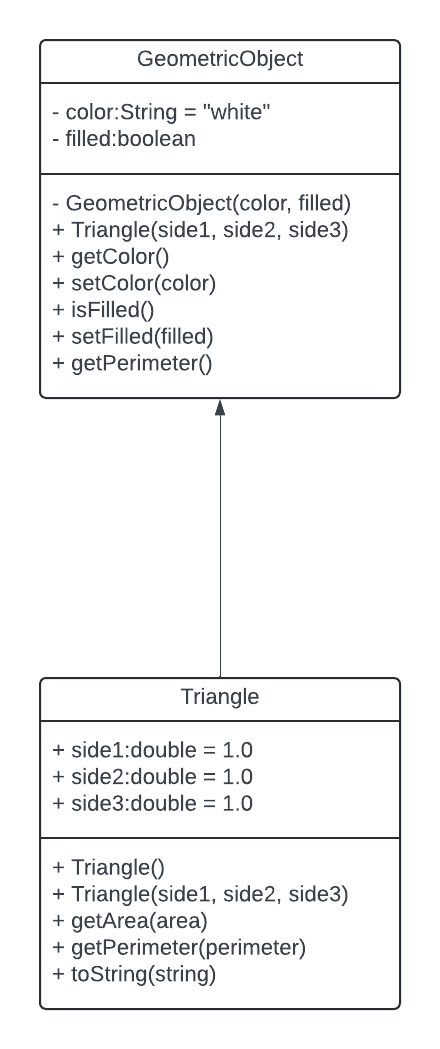 GeometricObject
- color:String = "white"
- filled:boolean
- GeometricObject(color, filled)
+ Triangle(side1, side2, side3)
+ getColor()
+ setColor(color)
+ isFilled()
+ setFilled(filled)
+ getPerimeter()
Triangle
+ side1:double = 1.0
+ side2:double = 1.0
+ side3:double = 1.0
+ Triangle()
+ Triangle(side1, side2, side3)
+ getArea(area)
+ getPerimeter(perimeter)
+ toString(string)